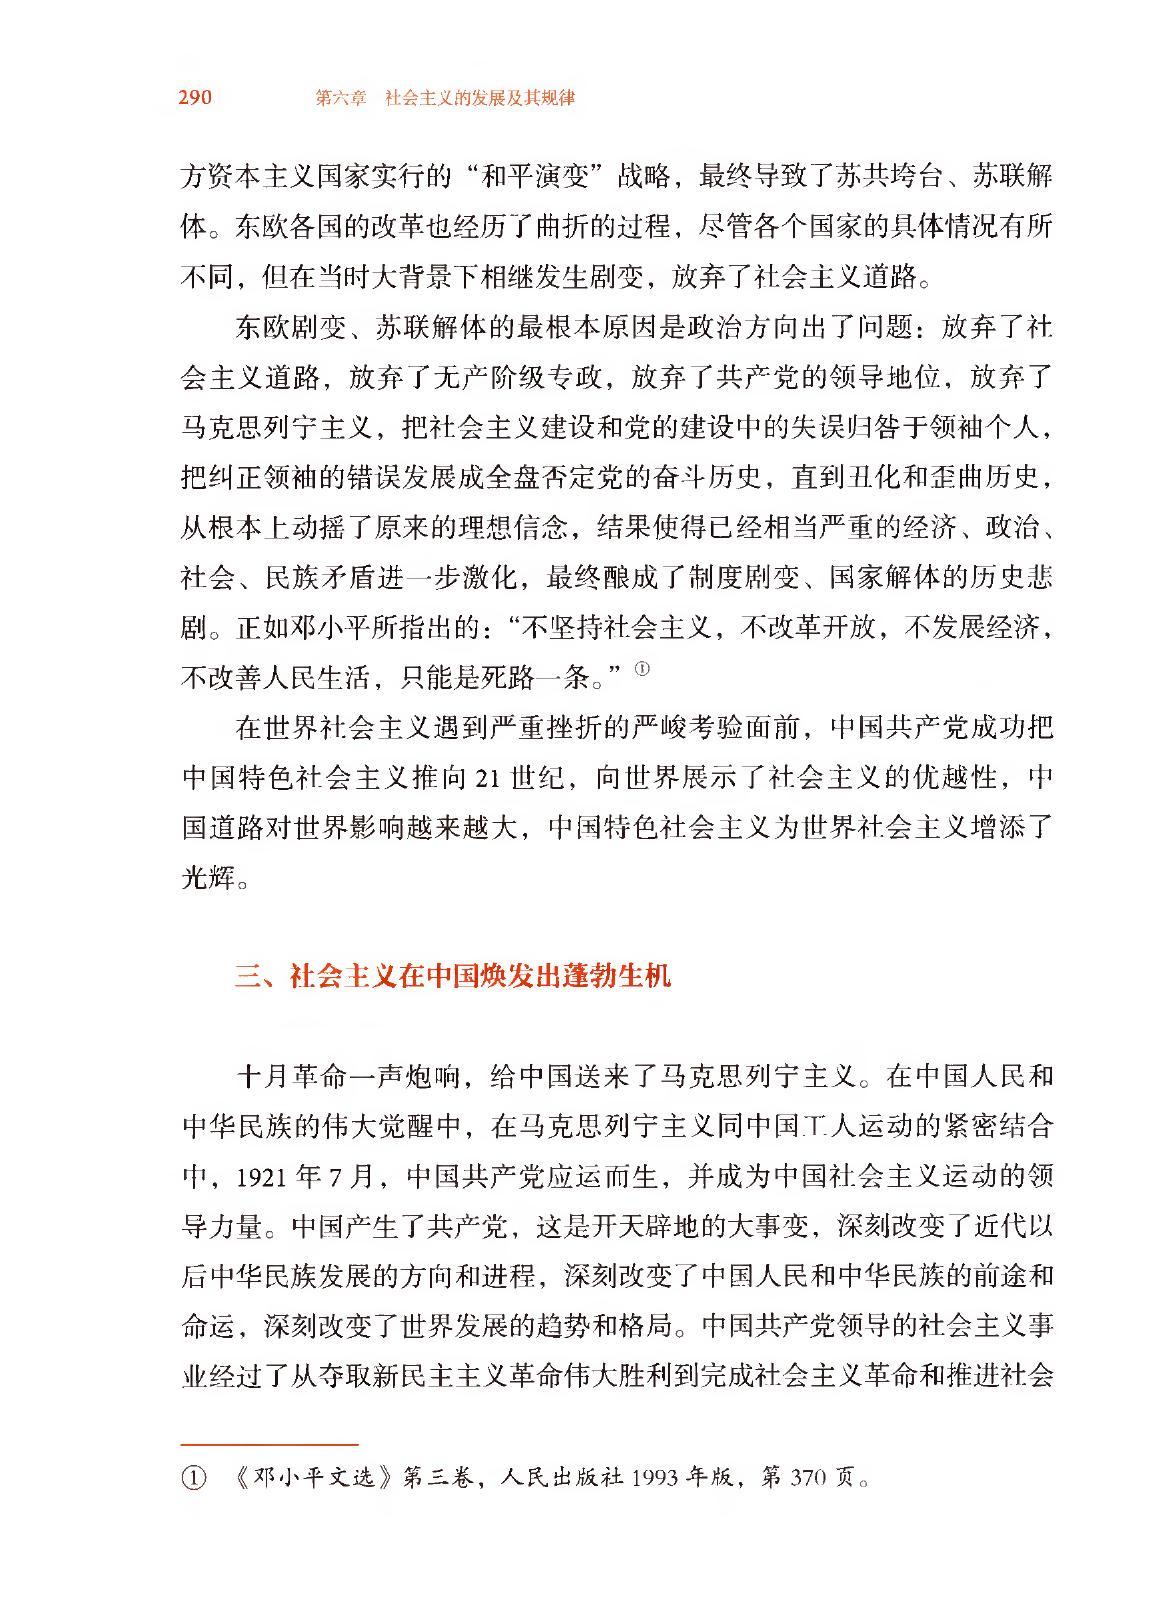 290 第六章 社会主义的发展及其规律
方资本主义国家实行的“和平演变”战略，最终导致了苏共垮台、苏联解
体。东欧各国的改革也经历了曲折的过程，尽管各个国家的具体情况有所
不同，但在当时大背景下相继发生剧变，放弃了社会主义道路。
东欧剧变、苏联解体的最根本原因是政治方向出了问题：放弃了社
会主义道路，放弃了无产阶级专政，放弃了共产党的领导地位，放弃了
马克思列宁主义，把社会主义建设和党的建设中的失误归咎于领袖个人，
把纠正领袖的错误发展成全盘否定党的奋斗历史，直到丑化和歪曲历史，
从根本上动摇了原来的理想信念，结果使得已经相当严重的经济、政治、
社会、民族矛盾进一步激化，最终酿成了制度剧变、国家解体的历史悲
剧。正如邓小平所指出的：“不坚持社会主义，不改革开放，不发展经济，
不改善人民生活，只能是死路一条。”①
在世界社会主义遇到严重挫折的严峻考验面前，中国共产党成功把
中国特色社会主义推向 21 世纪，向世界展示了社会主义的优越性，中
国道路对世界影响越来越大，中国特色社会主义为世界社会主义增添了
光辉。
三、社会主义在中国焕发出蓬勃生机
十月革命一声炮响，给中国送来了马克思列宁主义。在中国人民和
中华民族的伟大觉醒中，在马克思列宁主义同中国工人运动的紧密结合
中，1921 年 7 月，中国共产党应运而生，并成为中国社会主义运动的领
导力量。中国产生了共产党，这是开天辟地的大事变，深刻改变了近代以
后中华民族发展的方向和进程，深刻改变了中国人民和中华民族的前途和
命运，深刻改变了世界发展的趋势和格局。中国共产党领导的社会主义事
业经过了从夺取新民主主义革命伟大胜利到完成社会主义革命和推进社会
① 《邓小平文选》第三卷，人民出版社 1993 年版，第 370 页。